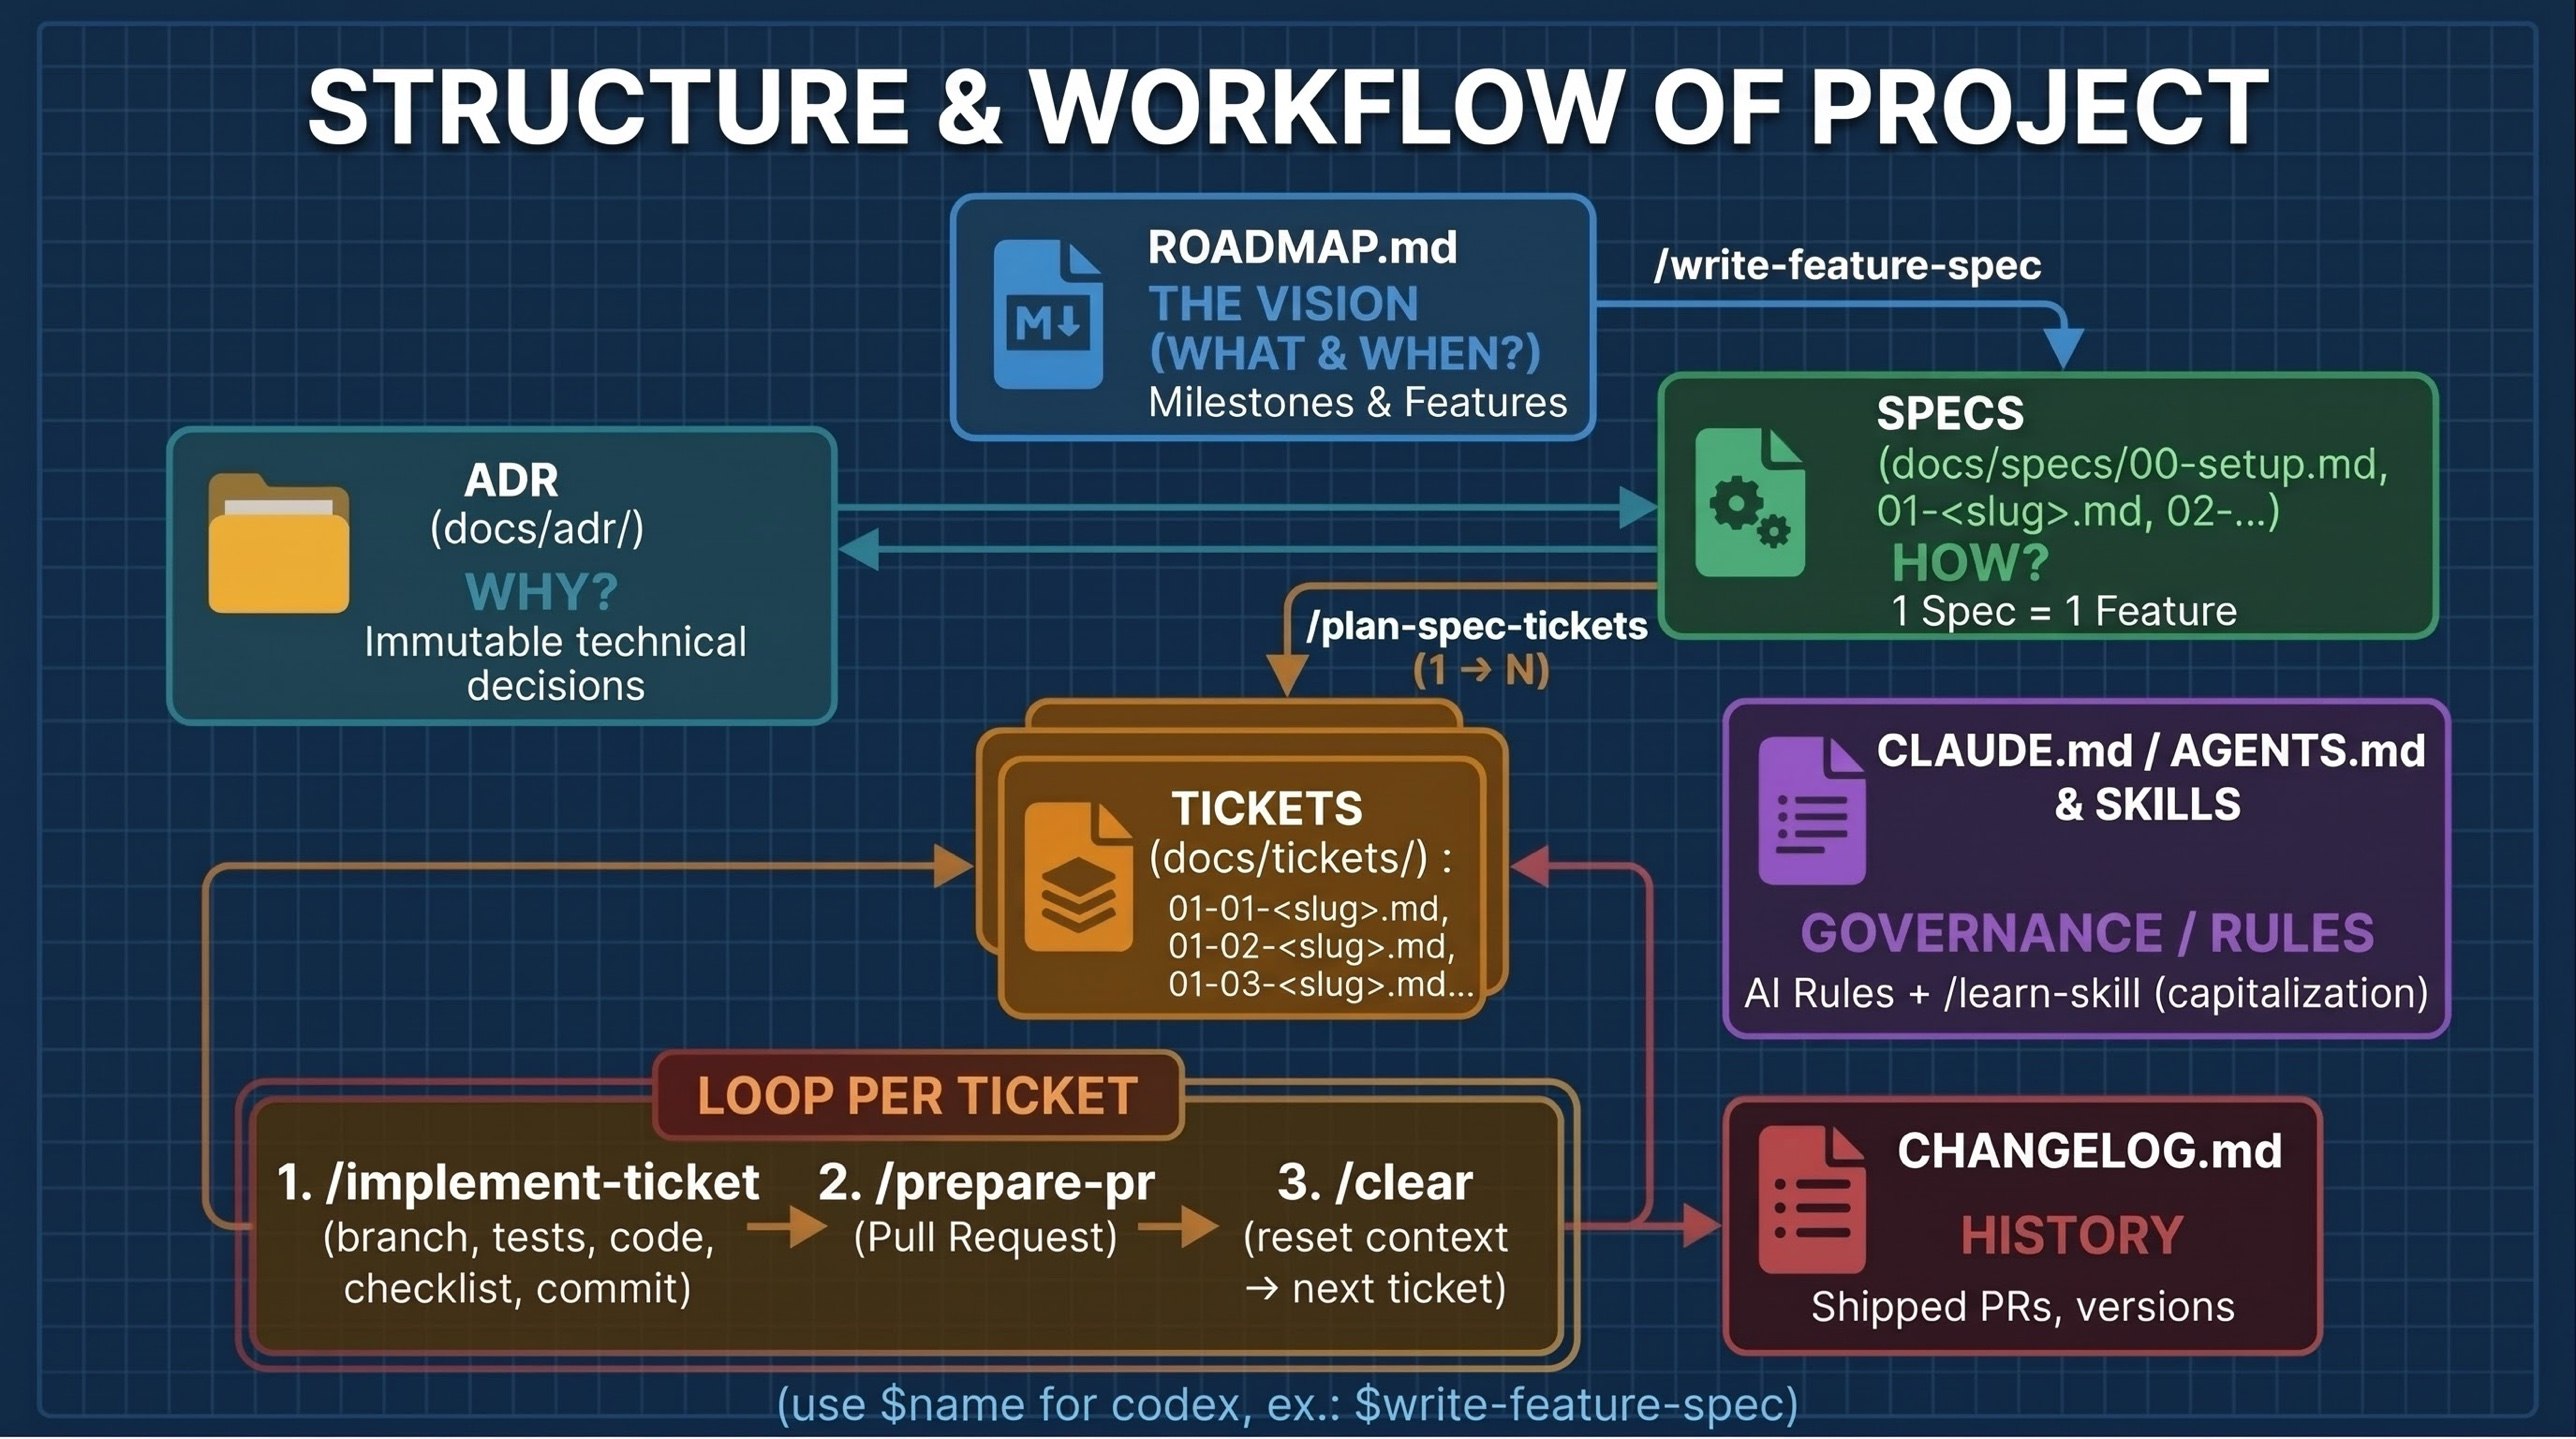 STRUCTURE & WORKFLOW OF PROJECT
ROADMAP.md
THE VISION
(WHAT & WHEN?)
Milestones & Features
M↓
/write-feature-spec
SPECS
(docs/specs/00-setup.md,
01-<slug>.md, 02-...)
HOW?
1 Spec = 1 Feature
ADR
(docs/adr/)
WHY?
Immutable technical
decisions
/plan-spec-tickets
(1 → N)
TICKETS
(docs/tickets/) :
01-01-<slug>.md,
01-02-<slug>.md,
01-03-<slug>.md...
CLAUDE.md / AGENTS.md
& SKILLS
GOVERNANCE / RULES
AI Rules + /learn-skill (capitalization)
LOOP PER TICKET
1. /implement-ticket
(branch, tests, code,
checklist, commit)
2. /prepare-pr
(Pull Request)
3. /clear
(reset context
→ next ticket)
CHANGELOG.md
HISTORY
Shipped PRs, versions
(use $name for codex, ex.: $write-feature-spec)